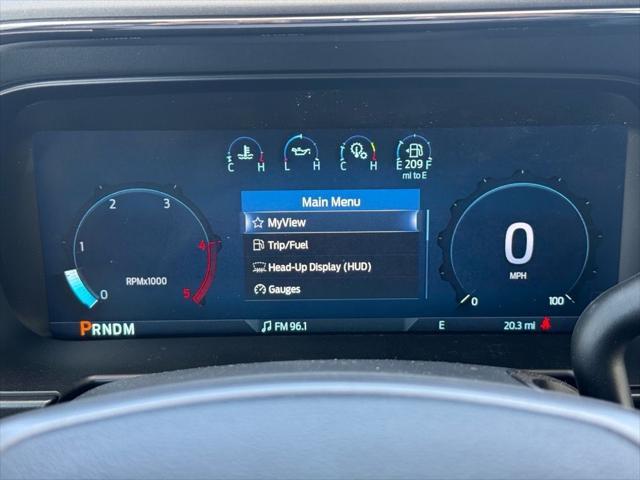 C H
L H
C H
E 209 F
mi to E
Main Menu
MyView
Trip/Fuel
Head-Up Display (HUD)
Gauges
0 1 2 3 4 5
RPMx1000
0
MPH
0 100
PRNDM
FM 96.1
E
20.3 mi